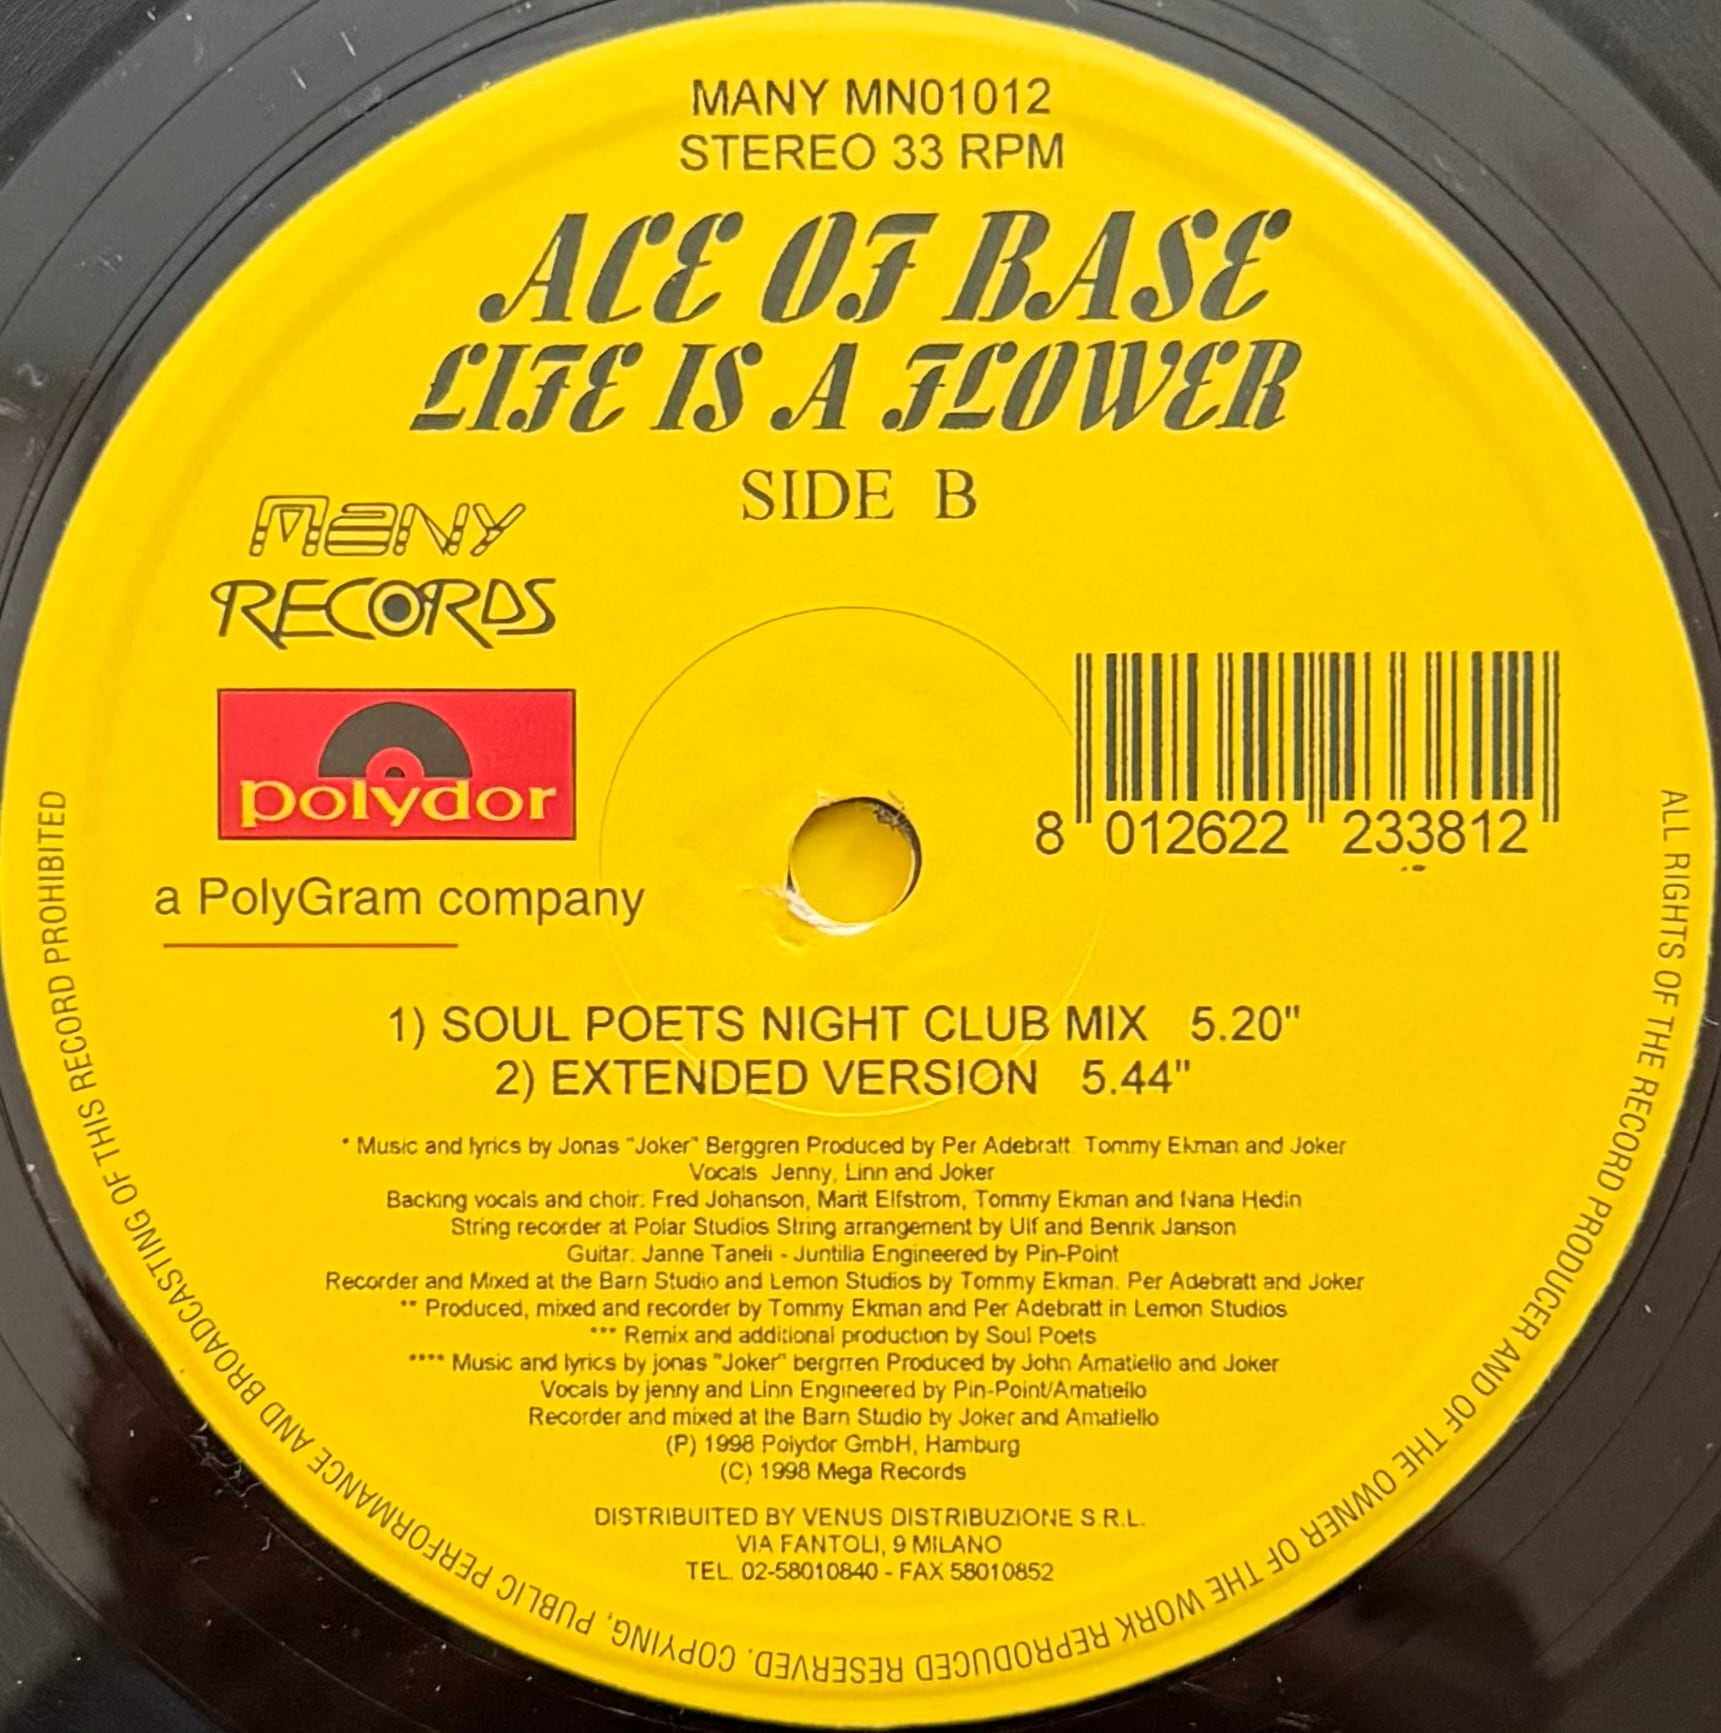 MANY MN01012
STEREO 33 RPM
ACE OF BASE
LIFE IS A FLOWER
SIDE B
MANY
RECORDS
polydor
a PolyGram company
8 012622 233812
1) SOUL POETS NIGHT CLUB MIX 5.20"
2) EXTENDED VERSION 5.44"
* Music and lyrics by Jonas "Joker" Berggren Produced by Per Adebratt. Tommy Ekman and Joker
Vocals Jenny, Linn and Joker
Backing vocals and choir: Fred Johanson, Marit Elfstrom, Tommy Ekman and Nana Hedin
String recorder at Polar Studios String arrangement by Ulf and Benrik Janson
Guitar: Janne Taneli - Juntilia Engineered by Pin-Point
Recorder and Mixed at the Barn Studio and Lemon Studios by Tommy Ekman. Per Adebratt and Joker
** Produced, mixed and recorder by Tommy Ekman and Per Adebratt in Lemon Studios
*** Remix and additional production by Soul Poets
**** Music and lyrics by jonas "Joker" bergrren Produced by John Amatiello and Joker
Vocals by jenny and Linn Engineered by Pin-Point/Amatiello
Recorder and mixed at the Barn Studio by Joker and Amatiello
(P) 1998 Polydor GmbH, Hamburg
(C) 1998 Mega Records
DISTRIBUITED BY VENUS DISTRIBUZIONE S.R.L.
VIA FANTOLI, 9 MILANO
TEL. 02-58010840 - FAX 58010852
ALL RIGHTS OF THE RECORD PRODUCER AND OF THE OWNER OF THE WORK REPRODUCED RESERVED. COPYING, PUBLIC PERFORMANCE AND BROADCASTING OF THIS RECORD PROHIBITED